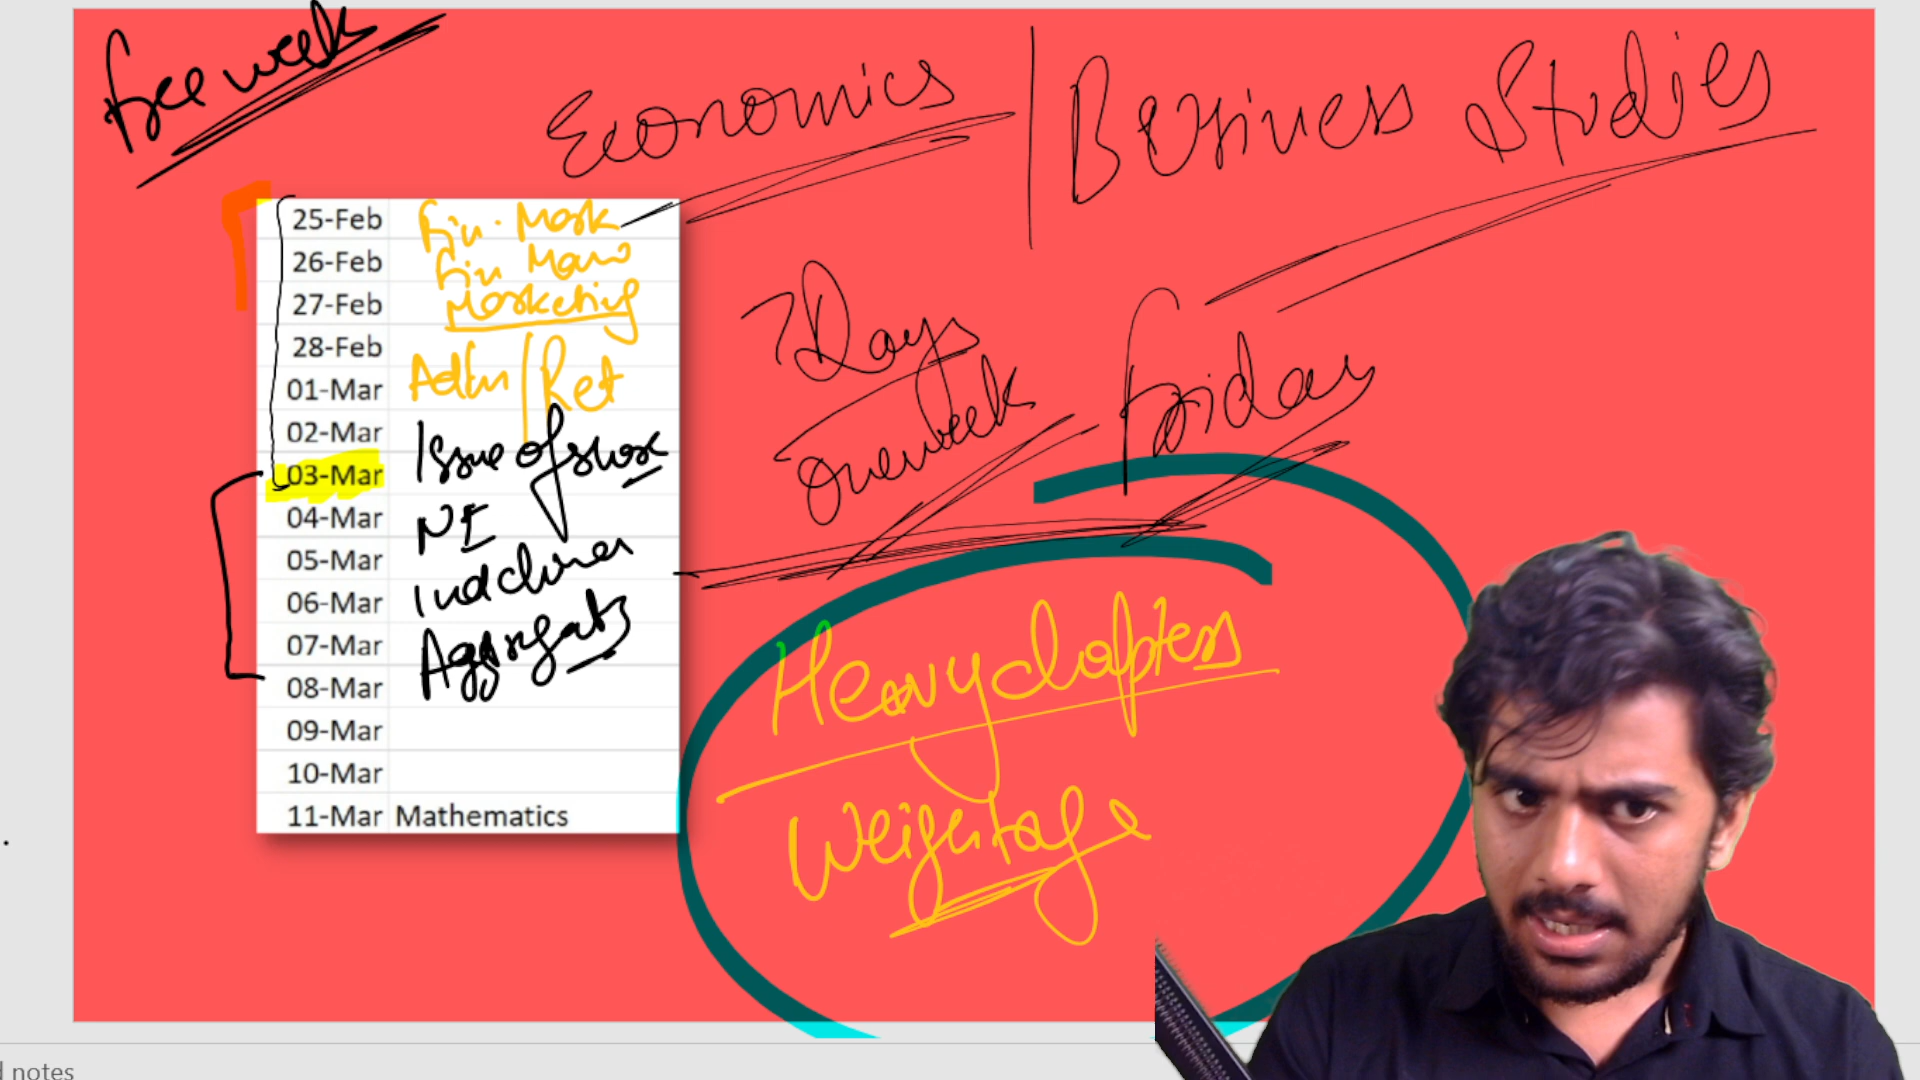 free week
Economics | Business Studies
25-Feb Fin. Mark
26-Feb Fin Man
27-Feb Marketing
28-Feb
01-Mar Adm / Ret
02-Mar Issue of share
03-Mar
04-Mar NI
05-Mar Ind
06-Mar
07-Mar Aggregats
08-Mar
09-Mar
10-Mar
11-Mar Mathematics
7 Days
one week
friday
Heavy chapters
Weightage
notes